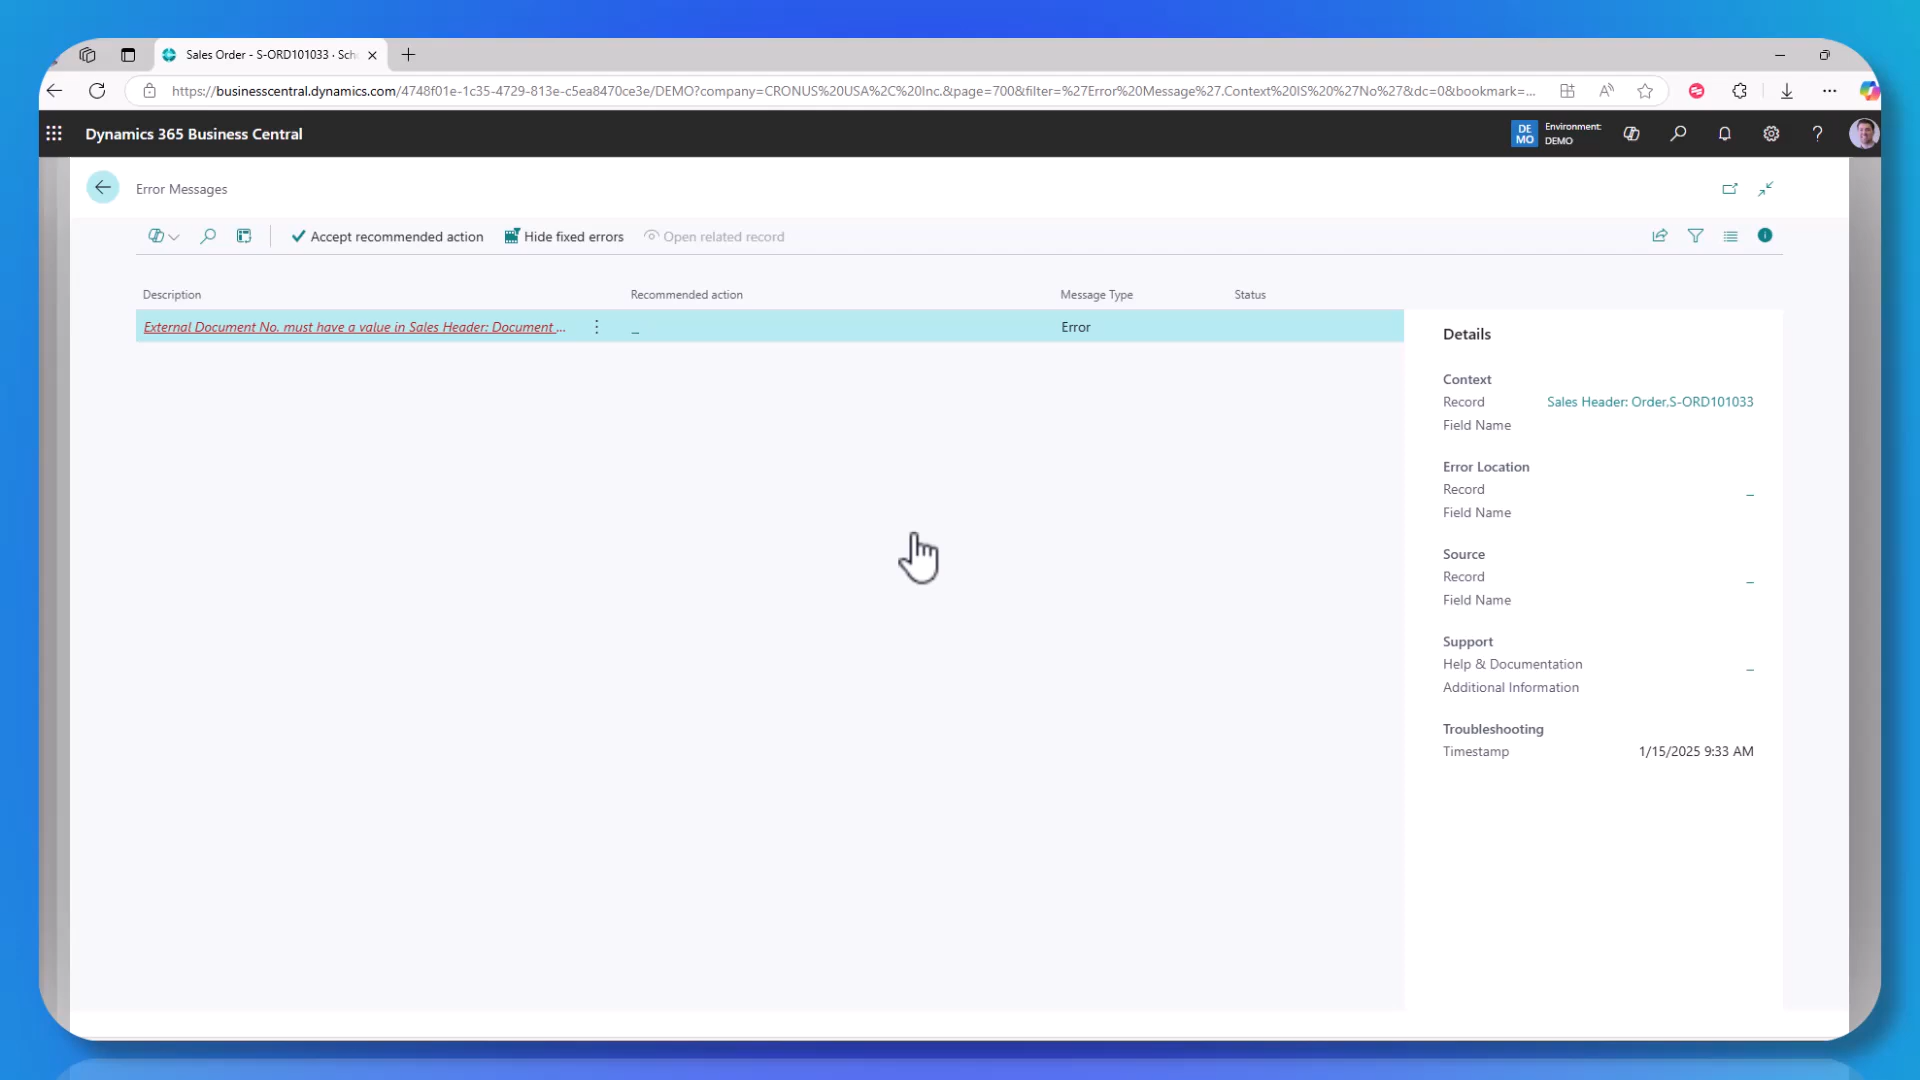 Sales Order - S-ORD101033 · Sch
https://businesscentral.dynamics.com/4748f01e-1c35-4729-813e-c5ea8470ce3e/DEMO?company=CRONUS%20USA%2C%20Inc.&page=700&filter=%27Error%20Message%27.Context%20IS%20%27No%27&dc=0&bookmark=...
Dynamics 365 Business Central
DE
MO
Environment:
DEMO
Error Messages
Accept recommended action
Hide fixed errors
Open related record
Description
Recommended action
Message Type
Status
External Document No. must have a value in Sales Header: Document ...
_
Error
Details
Context
Record Sales Header: Order,S-ORD101033
Field Name
Error Location
Record _
Field Name
Source
Record _
Field Name
Support
Help & Documentation _
Additional Information
Troubleshooting
Timestamp 1/15/2025 9:33 AM